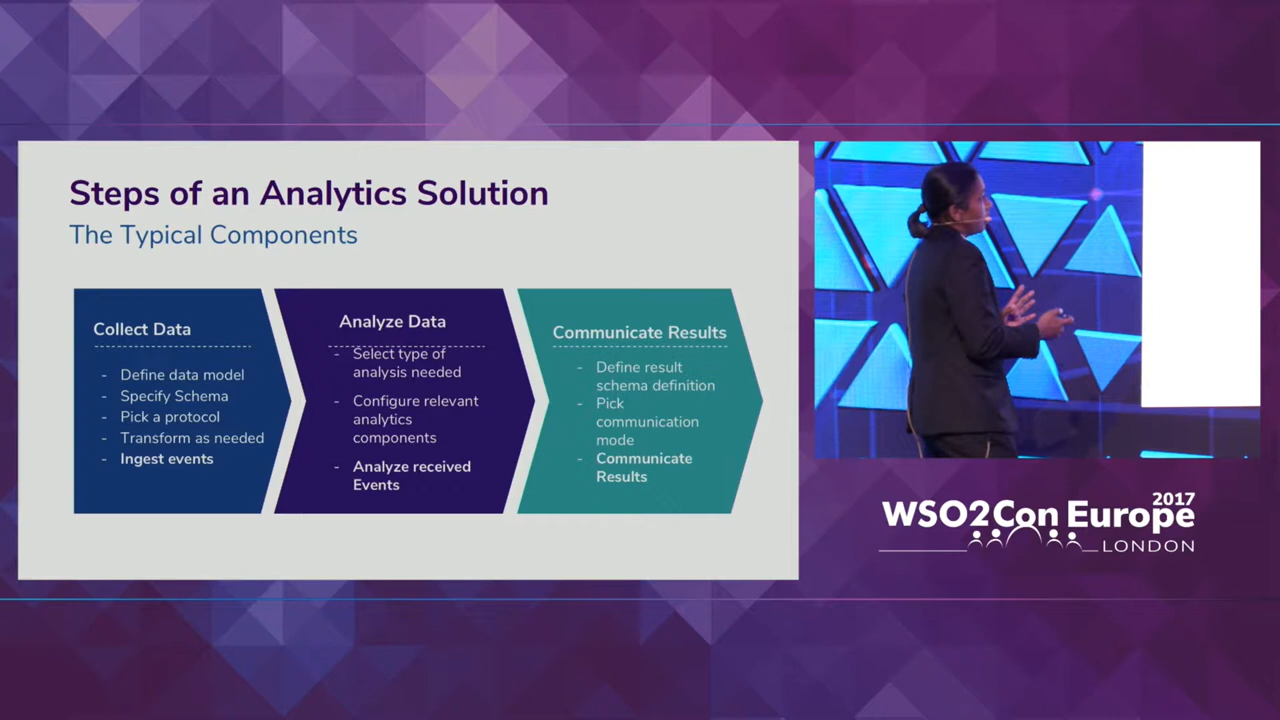 Steps of an Analytics Solution
The Typical Components
Collect Data
- Define data model
- Specify Schema
- Pick a protocol
- Transform as needed
- Ingest events
Analyze Data
- Select type of
analysis needed
- Configure relevant
analytics
components
- Analyze received
Events
Communicate Results
- Define result
schema definition
- Pick
communication
mode
- Communicate
Results
2017
WSO2Con Europe
LONDON